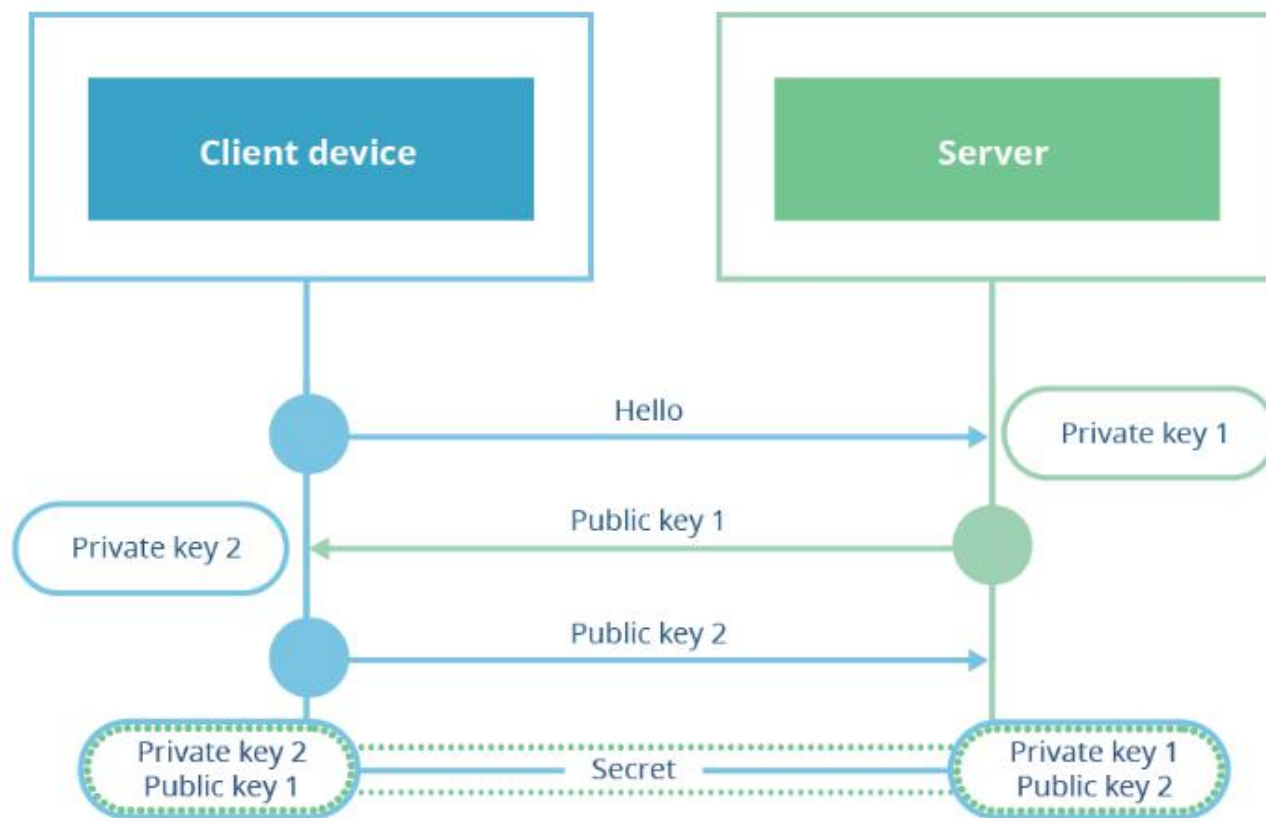 Client device
Server
Hello
Private key 1
Public key 1
Private key 2
Public key 2
Private key 2
Public key 1
Secret
Private key 1
Public key 2